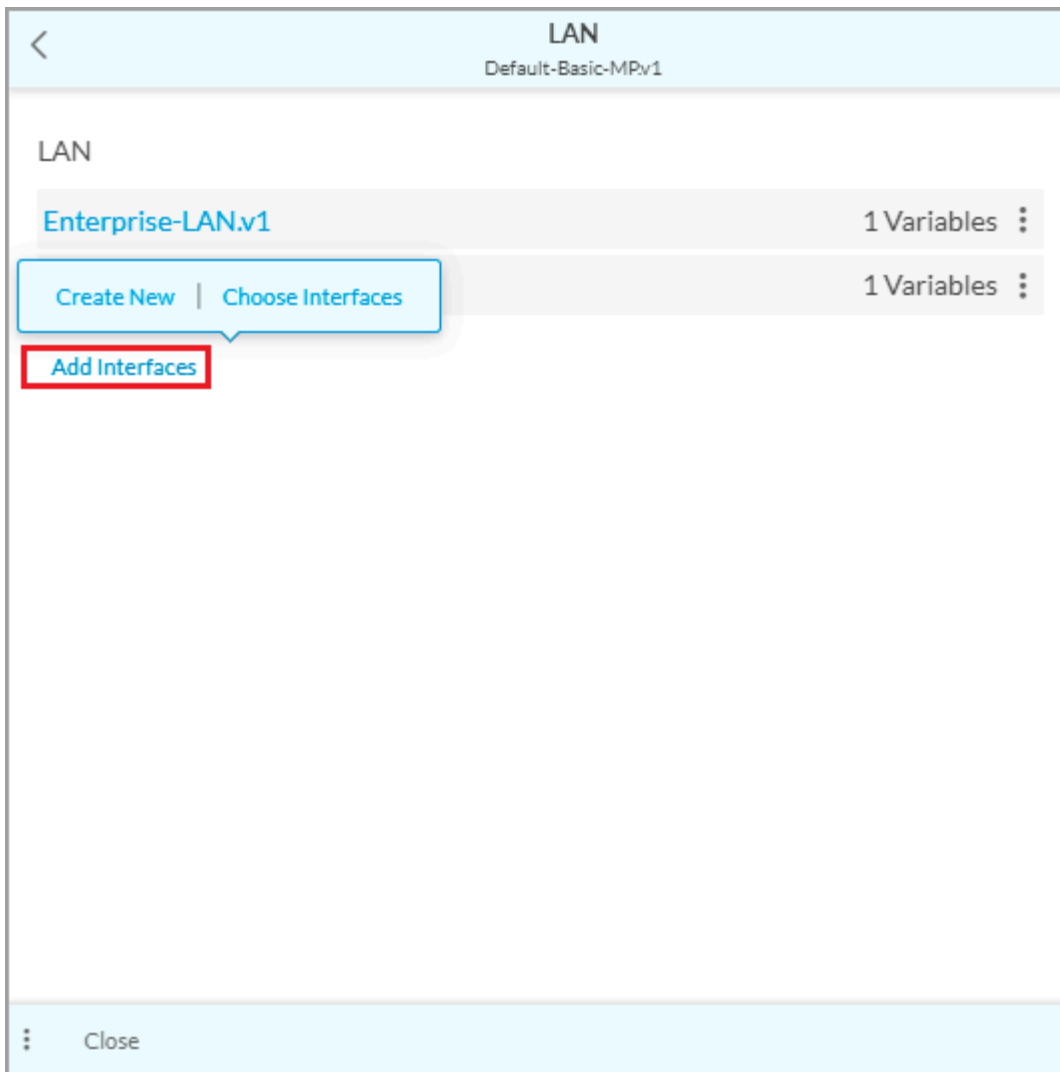 LAN
Default-Basic-MP.v1
LAN
Enterprise-LAN.v1 1 Variables
1 Variables
Create New | Choose Interfaces
Add Interfaces
Close